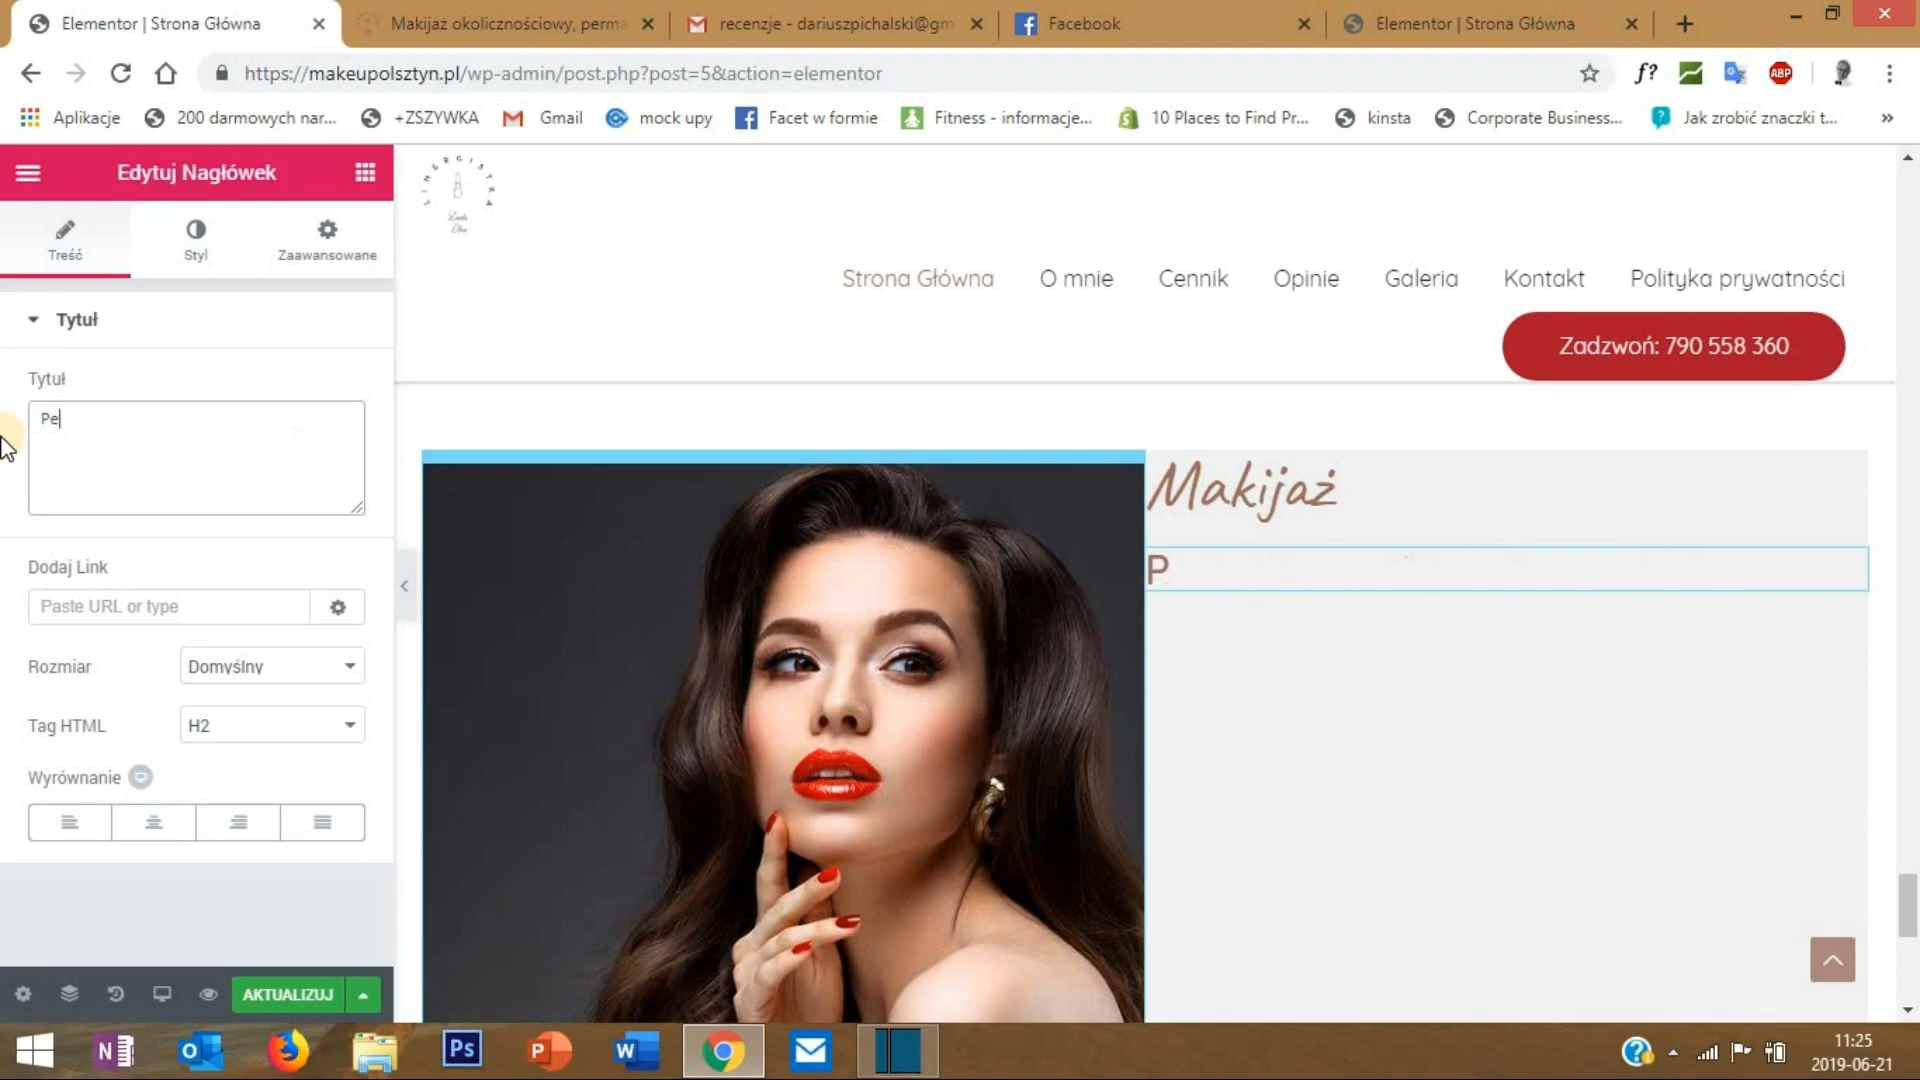 Elementor | Strona Główna
Makijaż okolicznościowy, perma
recenzje - dariuszpichalski@gm
Facebook
Elementor | Strona Główna
https://makeupolsztyn.pl/wp-admin/post.php?post=5&action=elementor
f?
ABP
Aplikacje
200 darmowych nar...
+ZSZYWKA
Gmail
mock upy
Facet w formie
Fitness - informacje...
10 Places to Find Pr...
kinsta
Corporate Business...
Jak zrobić znaczki t...
»
Edytuj Nagłówek
Treść
Styl
Zaawansowane
Tytuł
Tytuł
Pe
Dodaj Link
Paste URL or type
Rozmiar
Domyślny
Tag HTML
H2
Wyrównanie
AKTUALIZUJ
Strona Główna
O mnie
Cennik
Opinie
Galeria
Kontakt
Polityka prywatności
Zadzwoń: 790 558 360
Makijaż
P
N
O
Ps
P
W
11:25
2019-06-21